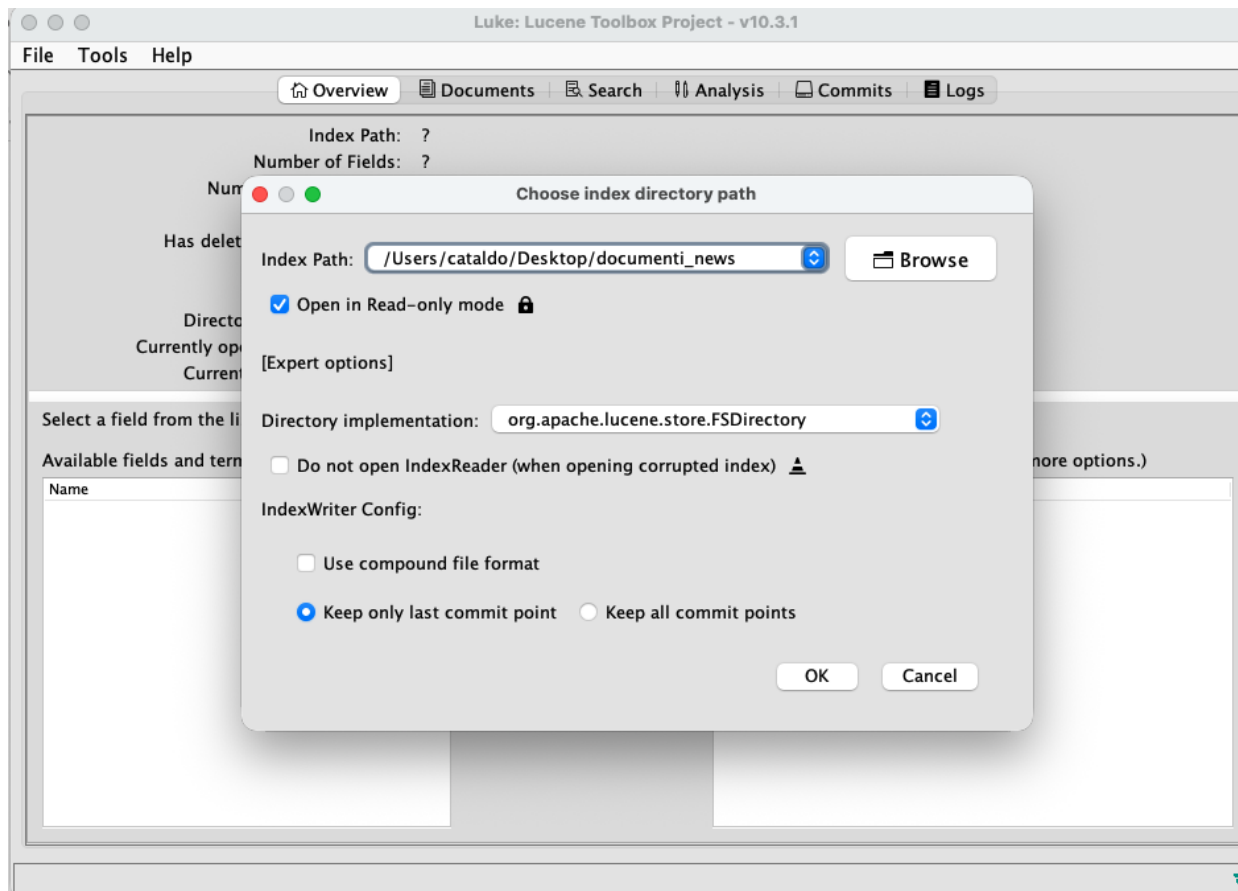 Luke: Lucene Toolbox Project - v10.3.1
File Tools Help
Overview Documents Search Analysis Commits Logs
Index Path: ?
Number of Fields: ?
Num
Has delet
Directo
Currently op
Current
Choose index directory path
Index Path: /Users/cataldo/Desktop/documenti_news Browse
Open in Read-only mode
[Expert options]
Directory implementation: org.apache.lucene.store.FSDirectory
Do not open IndexReader (when opening corrupted index)
IndexWriter Config:
Use compound file format
Keep only last commit point Keep all commit points
OK Cancel
Select a field from the li
Available fields and term
more options.)
Name